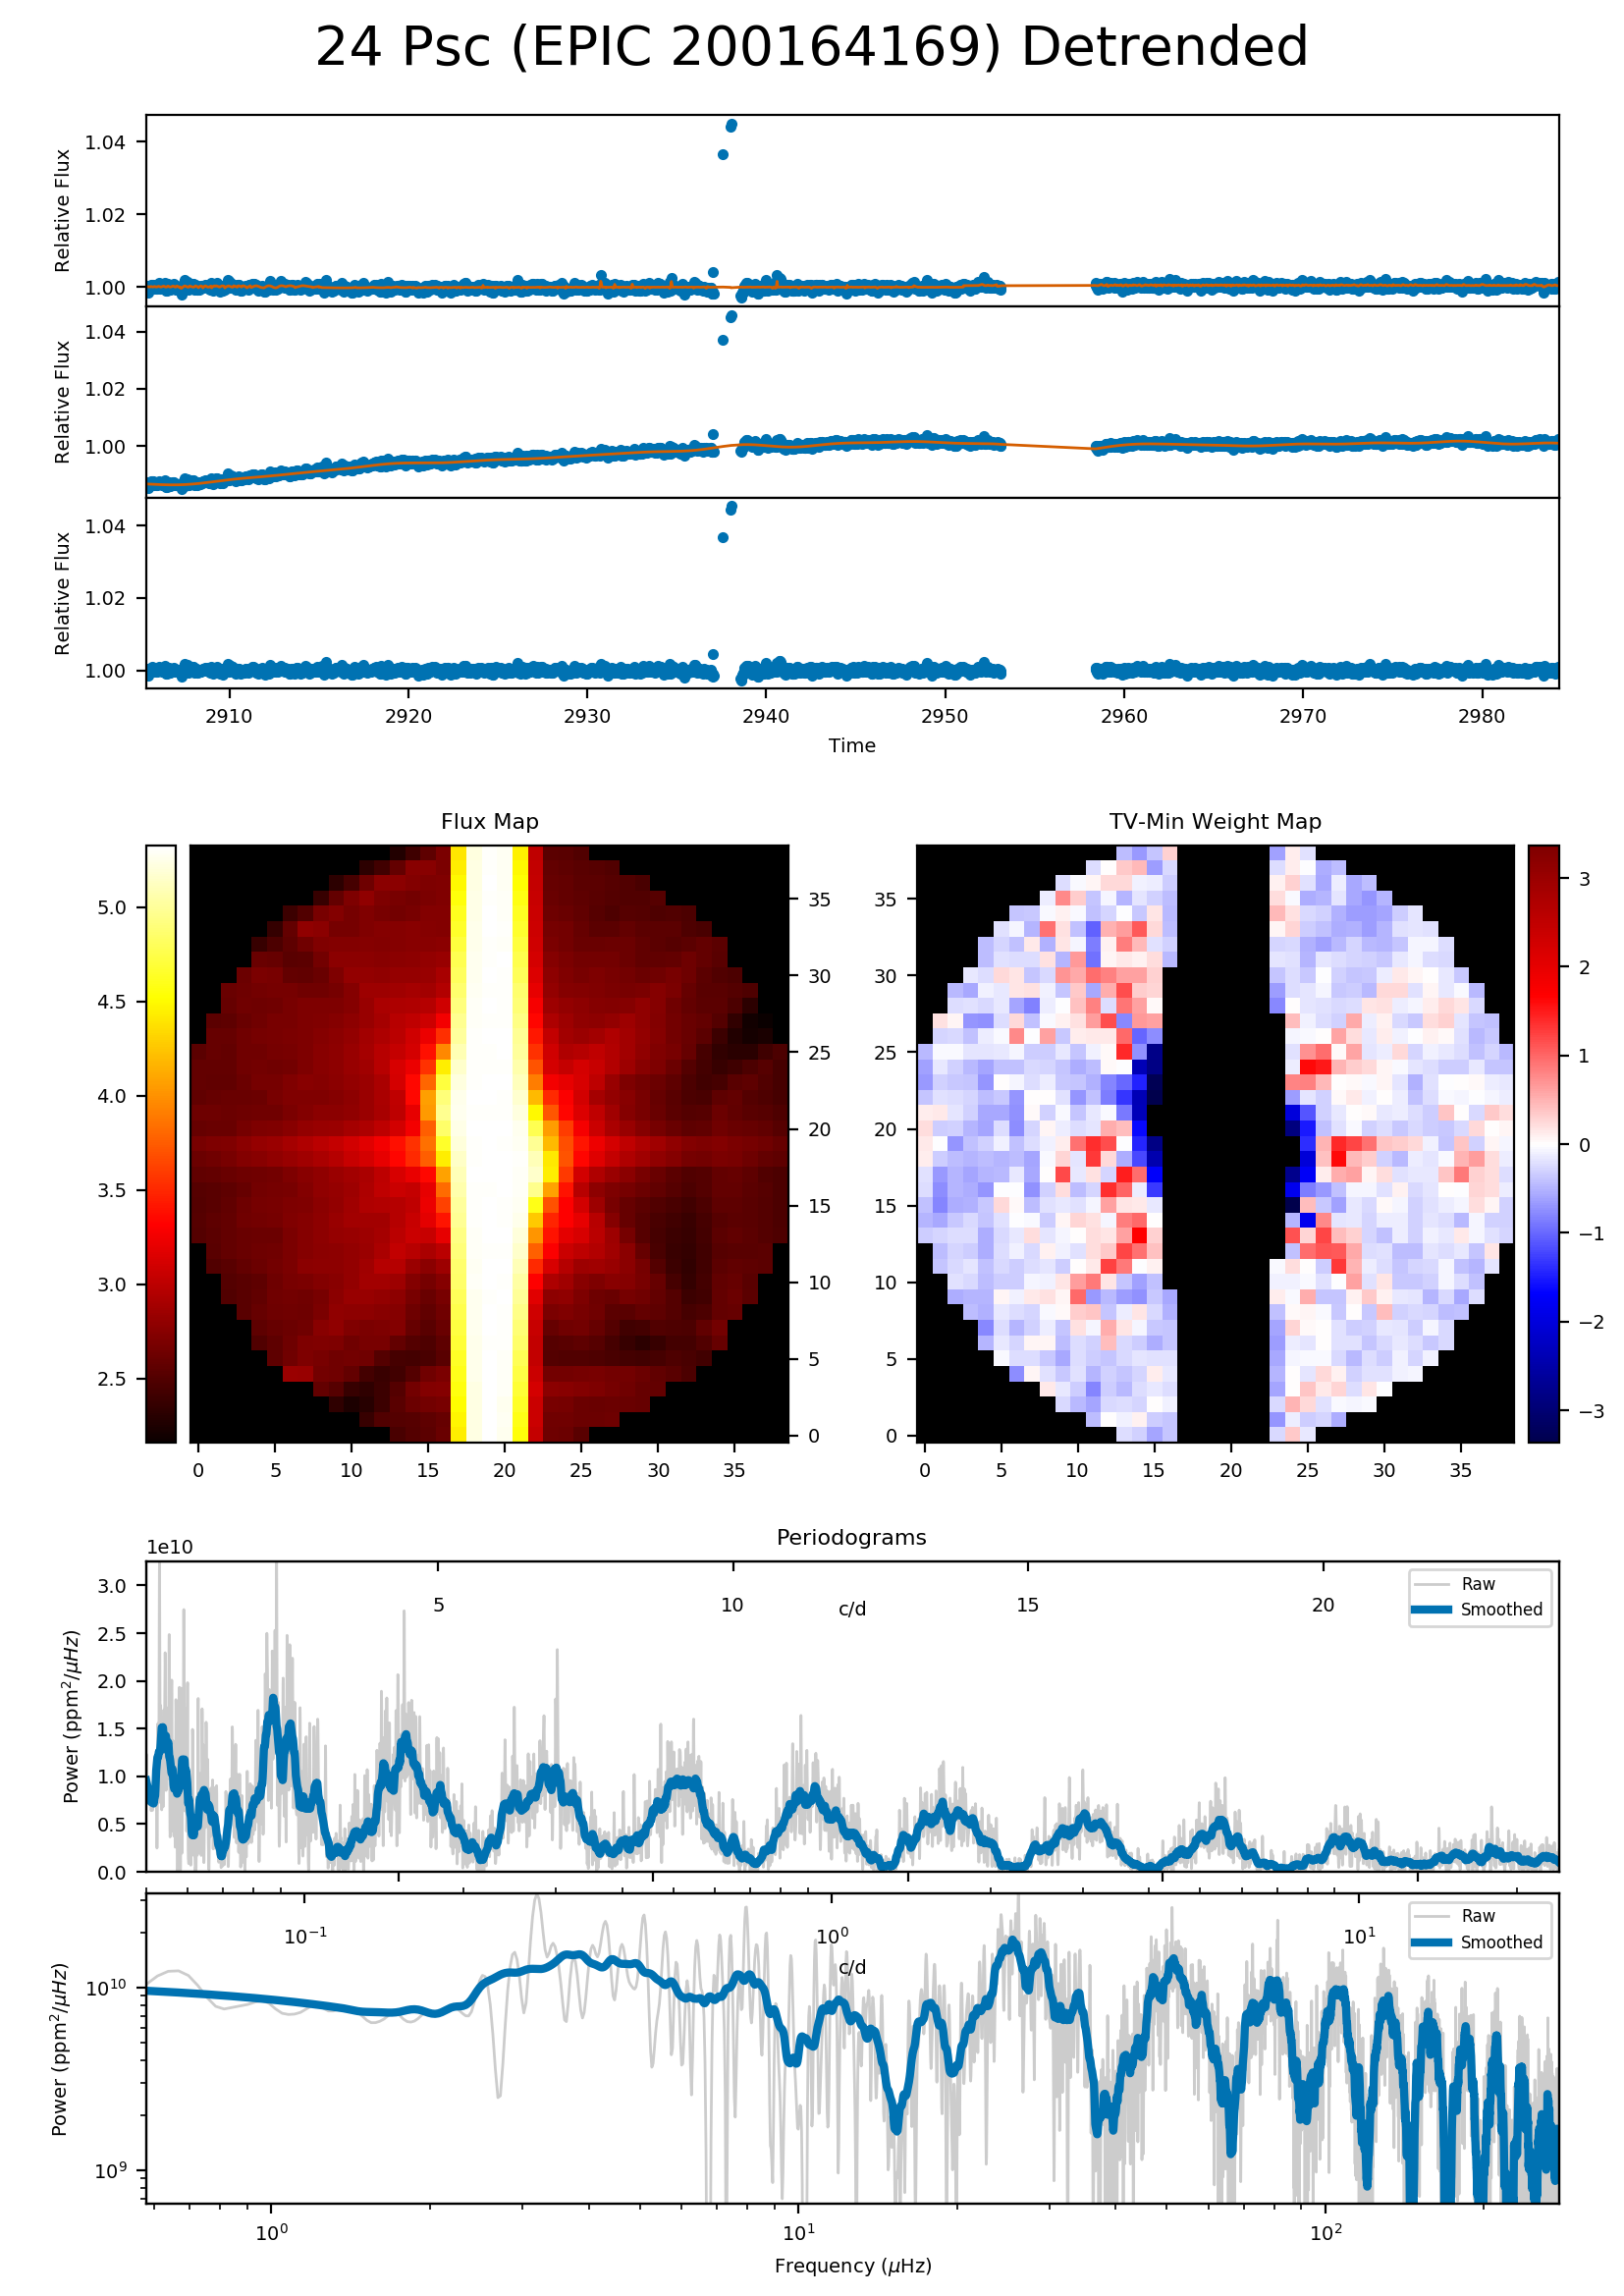 24 Psc (EPIC 200164169) Detrended
Relative Flux
1.04
1.02
1.00
Relative Flux
1.04
1.02
1.00
Relative Flux
1.04
1.02
1.00
2910 2920 2930 2940 2950 2960 2970 2980
Time
Flux Map
TV-Min Weight Map
5.0
4.5
4.0
3.5
3.0
2.5
35
30
25
20
15
10
5
0
0 5 10 15 20 25 30 35
35
30
25
20
15
10
5
0
0 5 10 15 20 25 30 35
3
2
1
0
−1
−2
−3
Periodograms
1e10
Power (ppm²/μHz)
3.0
2.5
2.0
1.5
1.0
0.5
0.0
5 10 15 20
c/d
Raw
Smoothed
Power (ppm²/μHz)
10¹⁰
10⁹
10⁻¹ 10⁰ 10¹
c/d
Raw
Smoothed
10⁰ 10¹ 10²
Frequency (μHz)